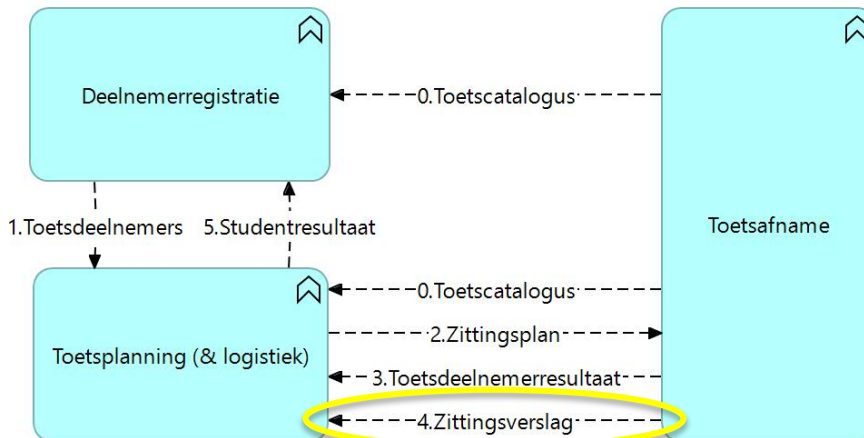 Deelnemerregistratie
0.Toetscatalogus
1.Toetsdeelnemers
5.Studentresultaat
Toetsafname
0.Toetscatalogus
2.Zittingsplan
Toetsplanning (& logistiek)
3.Toetsdeelnemerresultaat
4.Zittingsverslag